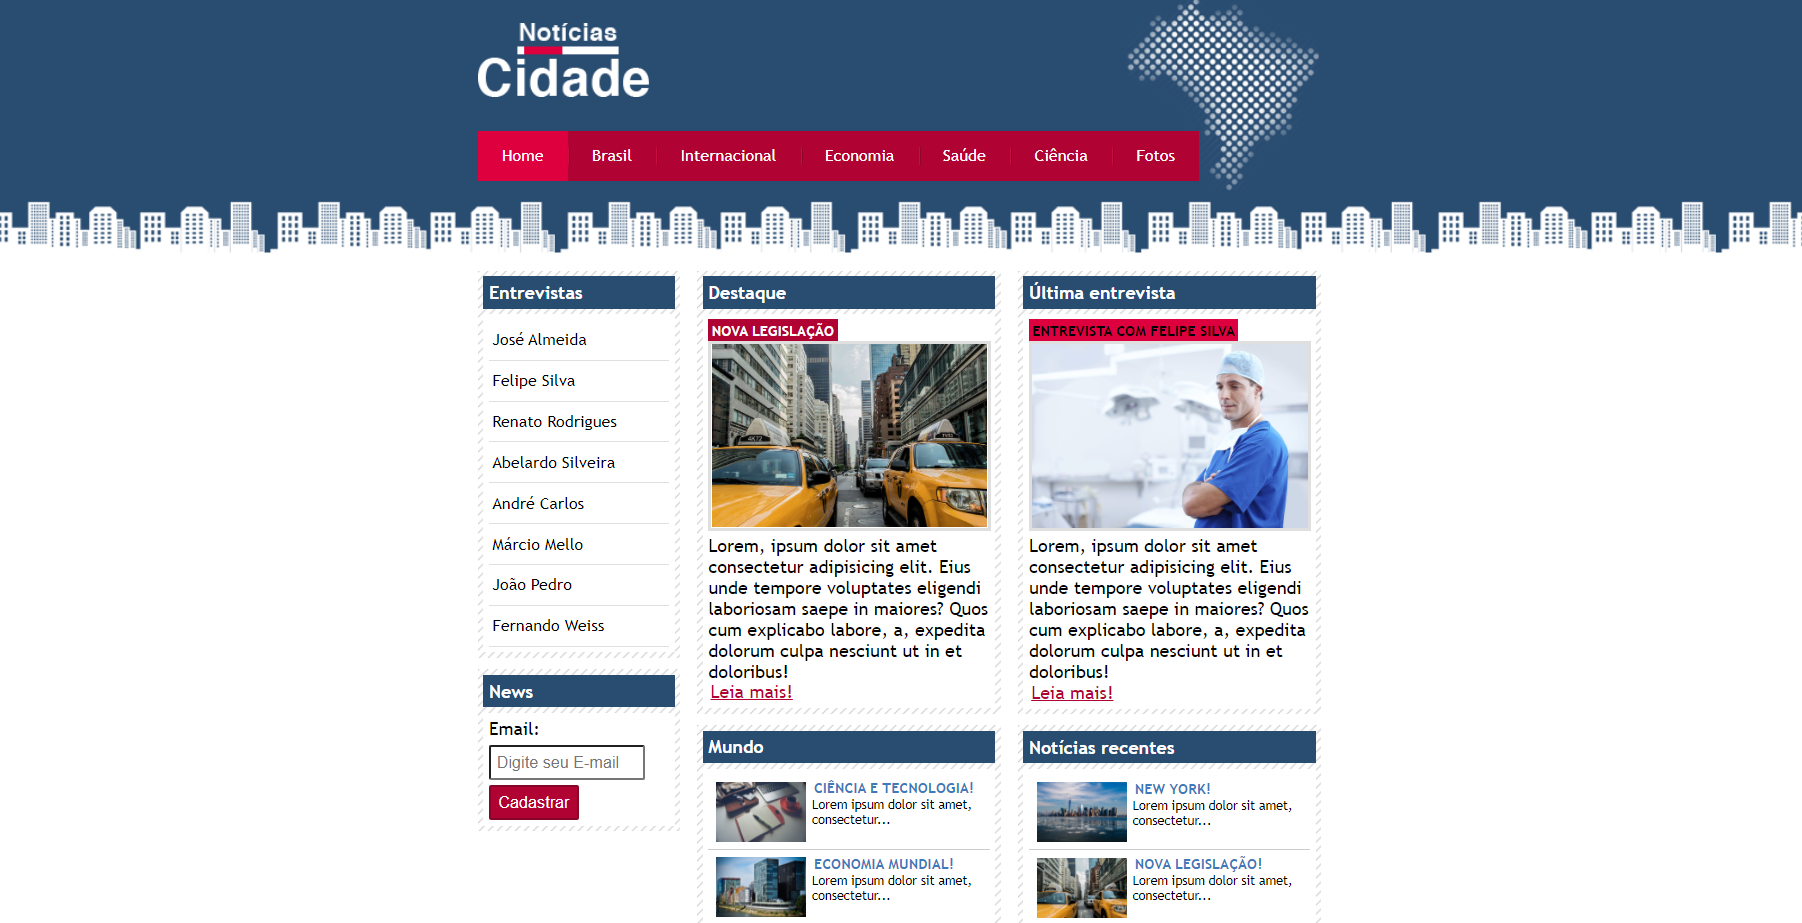 Notícias
Cidade
Home
Brasil
Internacional
Economia
Saúde
Ciência
Fotos
Entrevistas
José Almeida
Felipe Silva
Renato Rodrigues
Abelardo Silveira
André Carlos
Márcio Mello
João Pedro
Fernando Weiss
News
Email:
Digite seu E-mail
Cadastrar
Destaque
NOVA LEGISLAÇÃO
Lorem, ipsum dolor sit amet
consectetur adipisicing elit. Eius
unde tempore voluptates eligendi
laboriosam saepe in maiores? Quos
cum explicabo labore, a, expedita
dolorum culpa nesciunt ut in et
doloribus!
Leia mais!
Última entrevista
ENTREVISTA COM FELIPE SILVA
Lorem, ipsum dolor sit amet
consectetur adipisicing elit. Eius
unde tempore voluptates eligendi
laboriosam saepe in maiores? Quos
cum explicabo labore, a, expedita
dolorum culpa nesciunt ut in et
doloribus!
Leia mais!
Mundo
CIÊNCIA E TECNOLOGIA!
Lorem ipsum dolor sit amet,
consectetur...
ECONOMIA MUNDIAL!
Lorem ipsum dolor sit amet,
consectetur...
Notícias recentes
NEW YORK!
Lorem ipsum dolor sit amet,
consectetur...
NOVA LEGISLAÇÃO!
Lorem ipsum dolor sit amet,
consectetur...